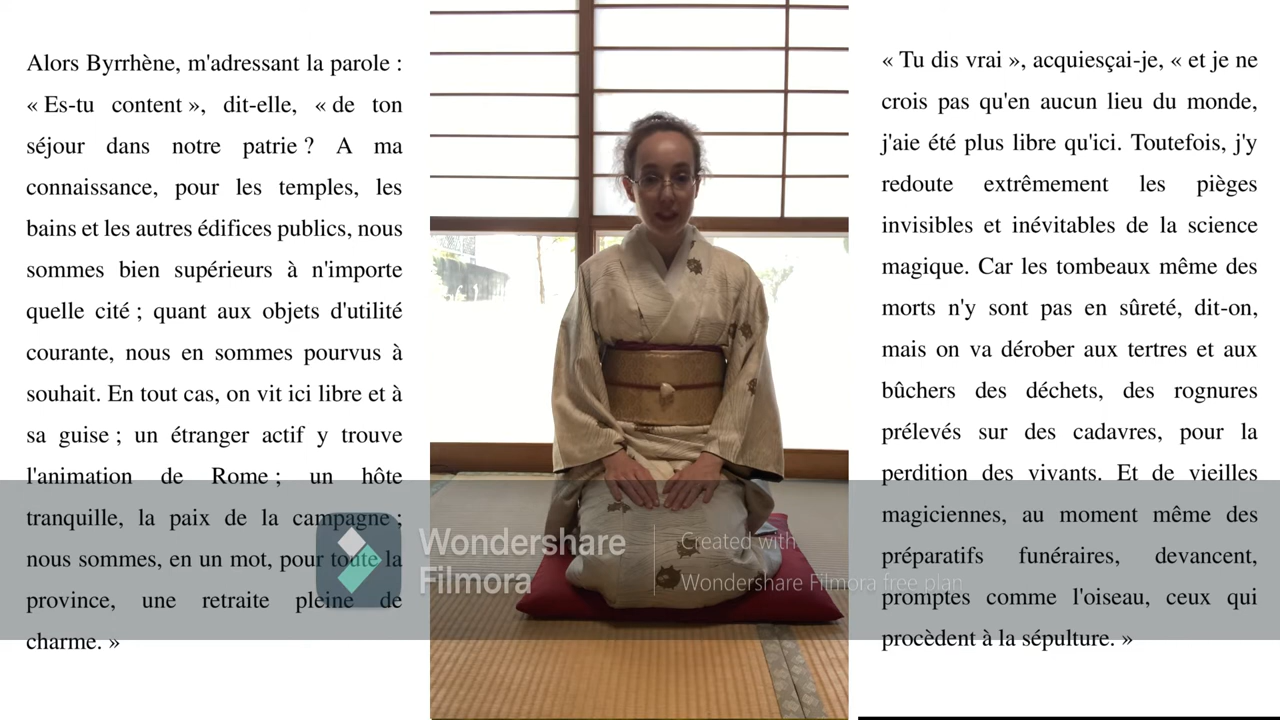 Alors Byrrhène, m'adressant la parole :
« Es-tu content », dit-elle, « de ton
séjour dans notre patrie ? A ma
connaissance, pour les temples, les
bains et les autres édifices publics, nous
sommes bien supérieurs à n'importe
quelle cité ; quant aux objets d'utilité
courante, nous en sommes pourvus à
souhait. En tout cas, on vit ici libre et à
sa guise ; un étranger actif y trouve
l'animation de Rome ; un hôte
tranquille, la paix de la campagne ;
nous sommes, en un mot, pour toute la
province, une retraite pleine de
charme. »
« Tu dis vrai », acquiesçai-je, « et je ne
crois pas qu'en aucun lieu du monde,
j'aie été plus libre qu'ici. Toutefois, j'y
redoute extrêmement les pièges
invisibles et inévitables de la science
magique. Car les tombeaux même des
morts n'y sont pas en sûreté, dit-on,
mais on va dérober aux tertres et aux
bûchers des déchets, des rognures
prélevés sur des cadavres, pour la
perdition des vivants. Et de vieilles
magiciennes, au moment même des
préparatifs funéraires, devancent,
promptes comme l'oiseau, ceux qui
procèdent à la sépulture. »
Wondershare
Filmora
Created with
Wondershare Filmora free plan